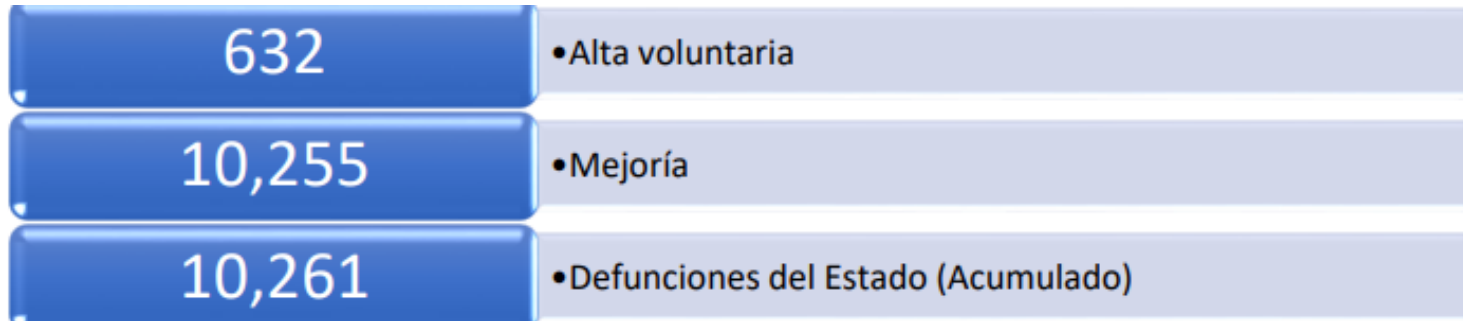 632
•Alta voluntaria
10,255
•Mejoría
10,261
•Defunciones del Estado (Acumulado)